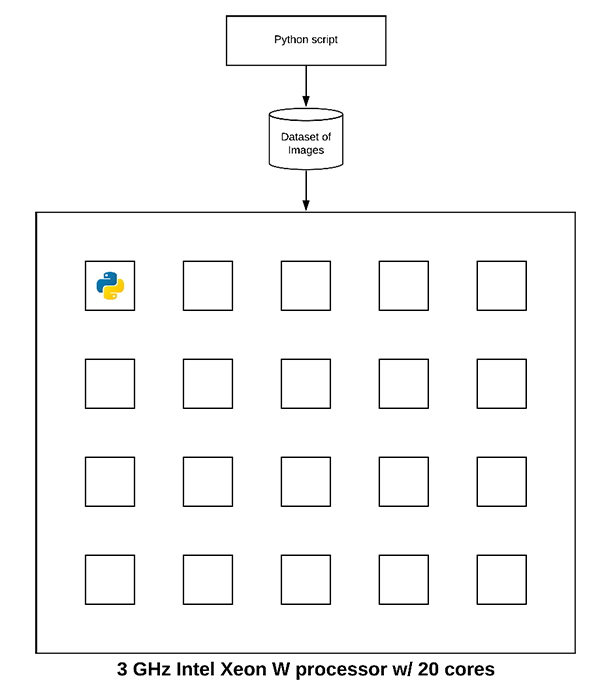 Python script
Dataset of
Images
3 GHz Intel Xeon W processor w/ 20 cores